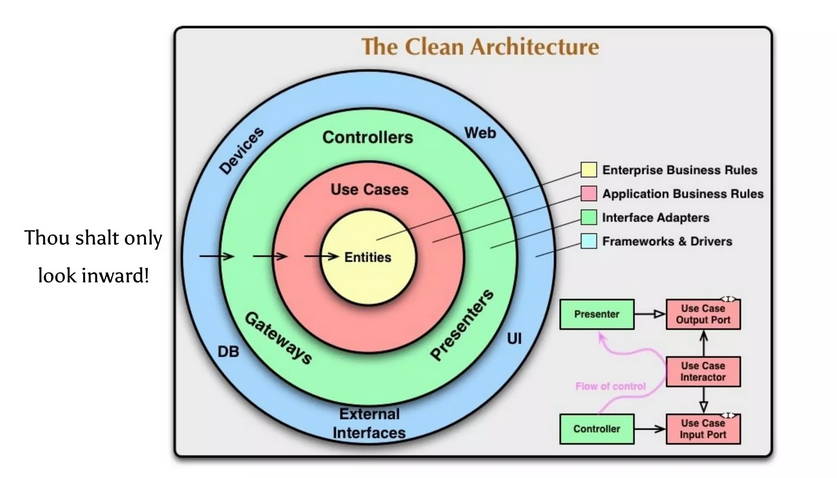 The Clean Architecture
Thou shalt only
look inward!
Devices
Web
Controllers
Use Cases
Entities
Gateways
Presenters
DB
UI
External
Interfaces
Enterprise Business Rules
Application Business Rules
Interface Adapters
Frameworks & Drivers
Presenter
Use Case
Output Port
<I>
Use Case
Interactor
Flow of control
Controller
Use Case
Input Port
<I>